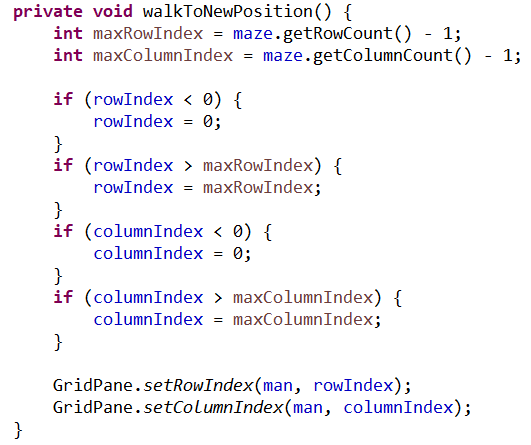 private void walkToNewPosition() {
    int maxRowIndex = maze.getRowCount() - 1;
    int maxColumnIndex = maze.getColumnCount() - 1;

    if (rowIndex < 0) {
        rowIndex = 0;
    }
    if (rowIndex > maxRowIndex) {
        rowIndex = maxRowIndex;
    }
    if (columnIndex < 0) {
        columnIndex = 0;
    }
    if (columnIndex > maxColumnIndex) {
        columnIndex = maxColumnIndex;
    }

    GridPane.setRowIndex(man, rowIndex);
    GridPane.setColumnIndex(man, columnIndex);
}